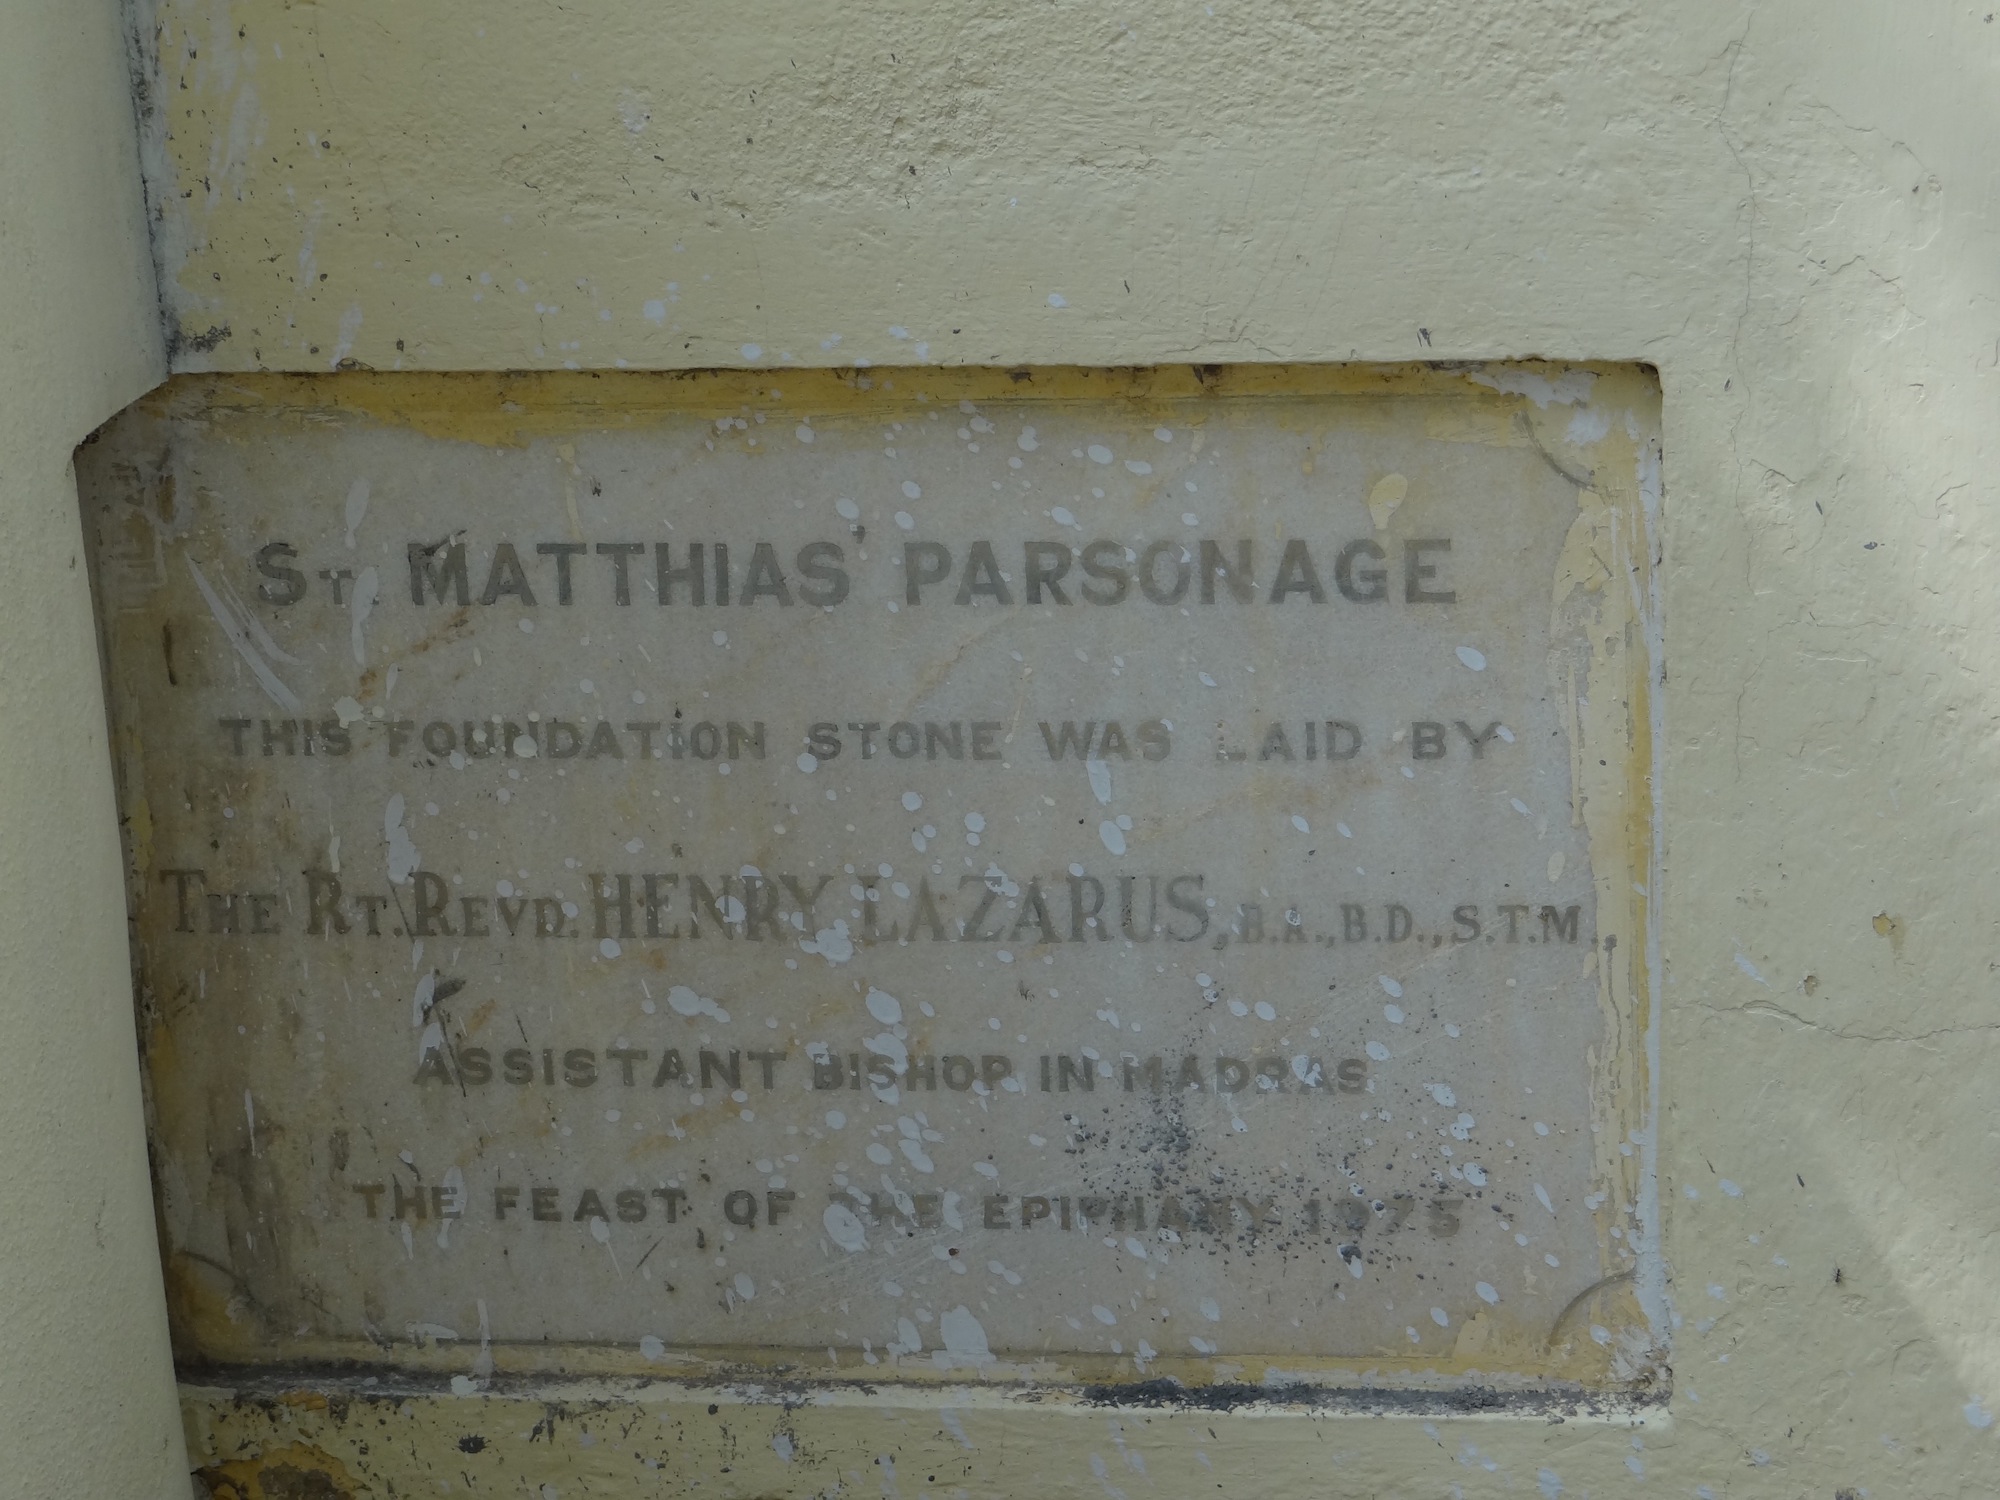 St. MATTHIAS' PARSONAGE
THIS FOUNDATION STONE WAS LAID BY
THE RT. REVD. HENRY LAZARUS, B.A., B.D., S.T.M.,
ASSISTANT BISHOP IN MADRAS
THE FEAST OF THE EPIPHANY 1975